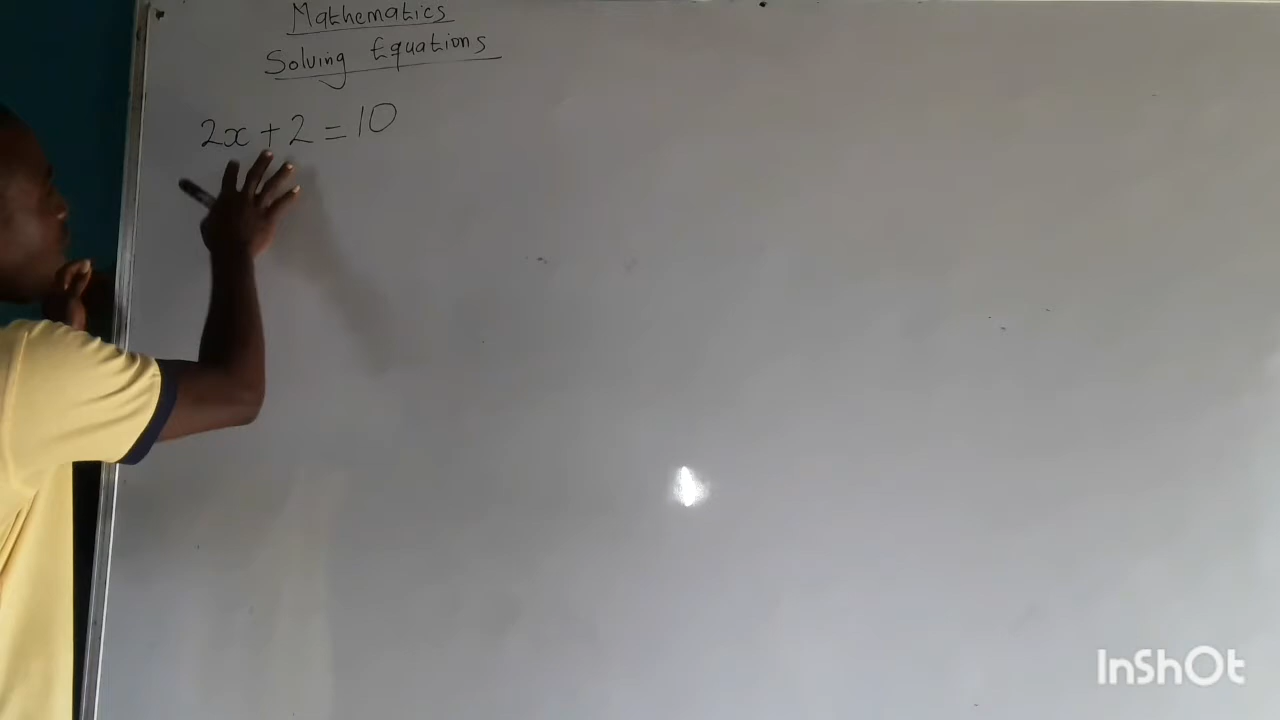 Mathematics
Solving Equations
2x + 2 = 10
InShOt